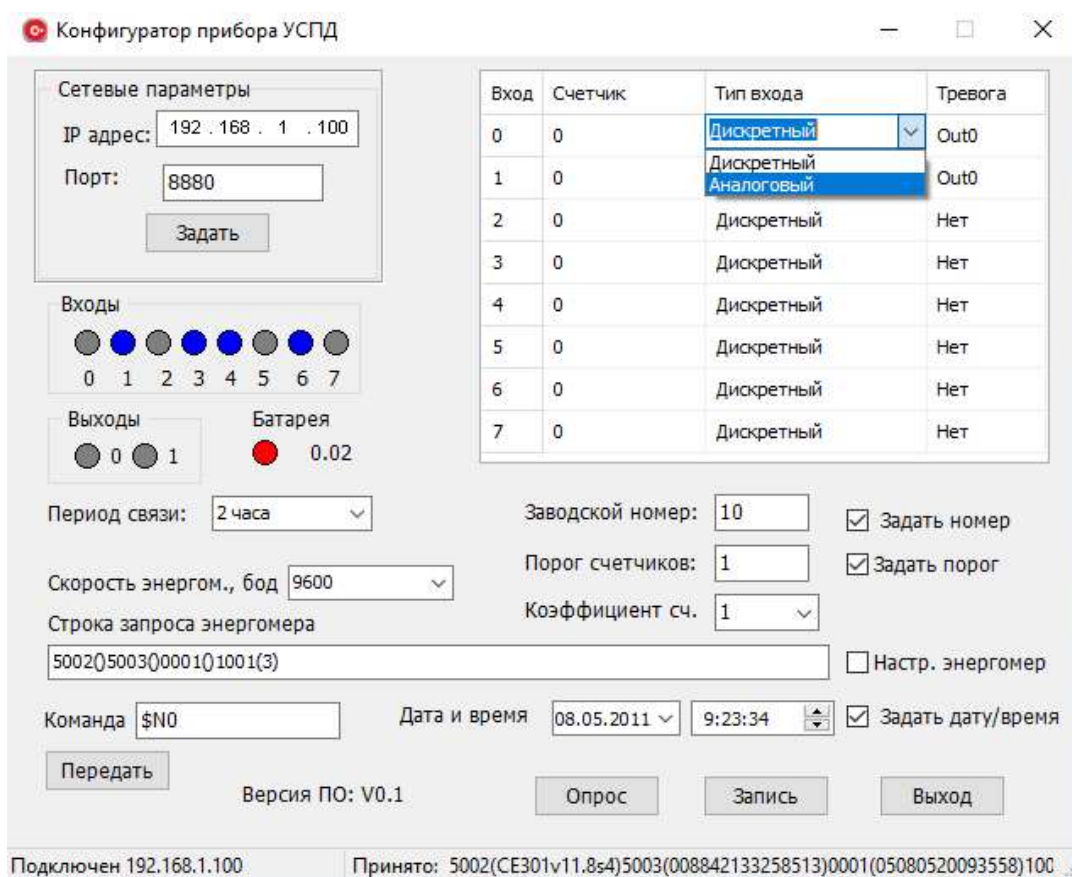 Конфигуратор прибора УСПД
Сетевые параметры
IP адрес: 192 . 168 . 1 . 100
Порт: 8880
Задать
Вход Счетчик Тип входа Тревога
0 0 Дискретный Out0
Дискретный
Аналоговый
1 0 Out0
2 0 Дискретный Нет
3 0 Дискретный Нет
4 0 Дискретный Нет
5 0 Дискретный Нет
6 0 Дискретный Нет
7 0 Дискретный Нет
Входы
0 1 2 3 4 5 6 7
Выходы
0 1
Батарея
0.02
Период связи: 2 часа
Заводской номер: 10 Задать номер
Порог счетчиков: 1 Задать порог
Скорость энергом., бод 9600
Коэффициент сч. 1
Строка запроса энергомера
5002()5003()0001()1001(3) Настр. энергомер
Команда $N0
Дата и время 08.05.2011 9:23:34 Задать дату/время
Передать
Версия ПО: V0.1
Опрос Запись Выход
Подключен 192.168.1.100 Принято: 5002(CE301v11.8s4)5003(008842133258513)0001(05080520093558)100